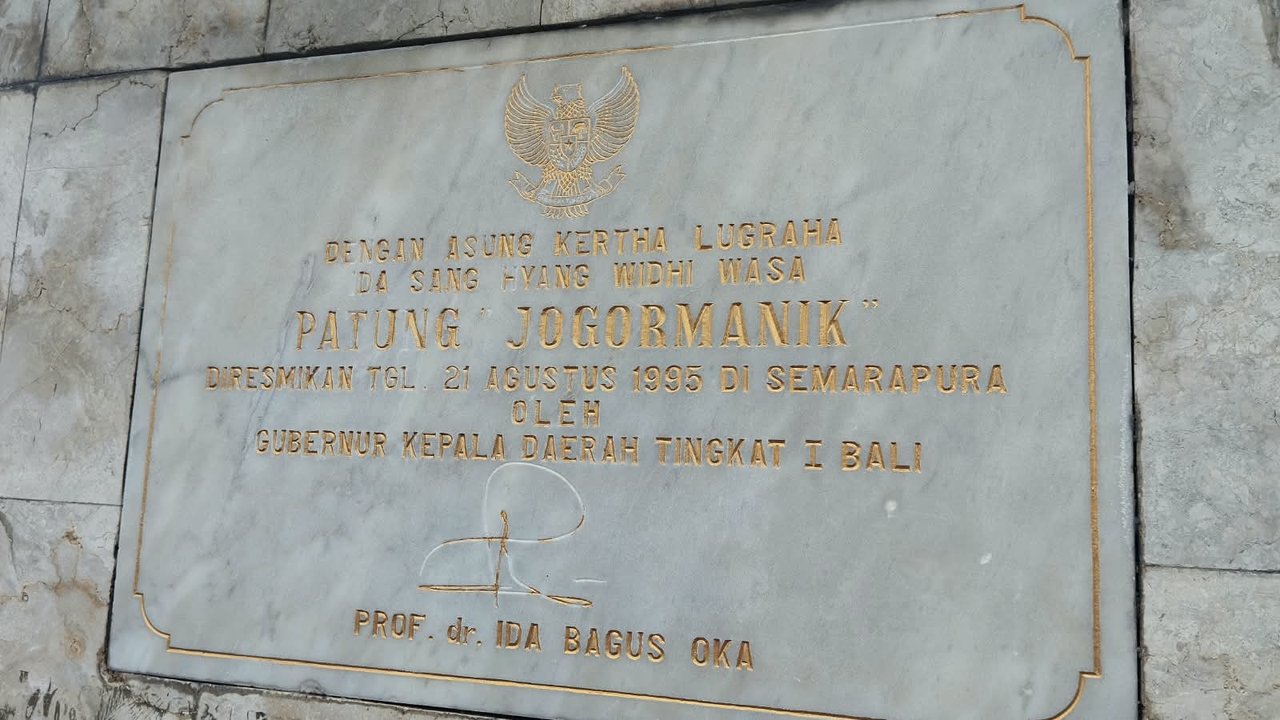 DENGAN ASUNG KERTHA LUGRAHA
IDA SANG HYANG WIDHI WASA
PATUNG "JOGORMANIK"
DIRESMIKAN TGL. 21 AGUSTUS 1995 DI SEMARAPURA
OLEH
GUBERNUR KEPALA DAERAH TINGKAT I BALI
PROF. dr. IDA BAGUS OKA